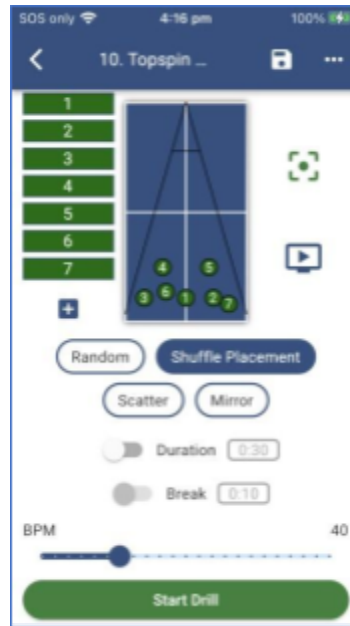 SOS only 4:16 pm 100%
10. Topspin ...
1
2
3
4
5
6
7
4 5
3 6 1 2 7
Random Shuffle Placement
Scatter Mirror
Duration 0:30
Break 0:10
BPM 40
Start Drill